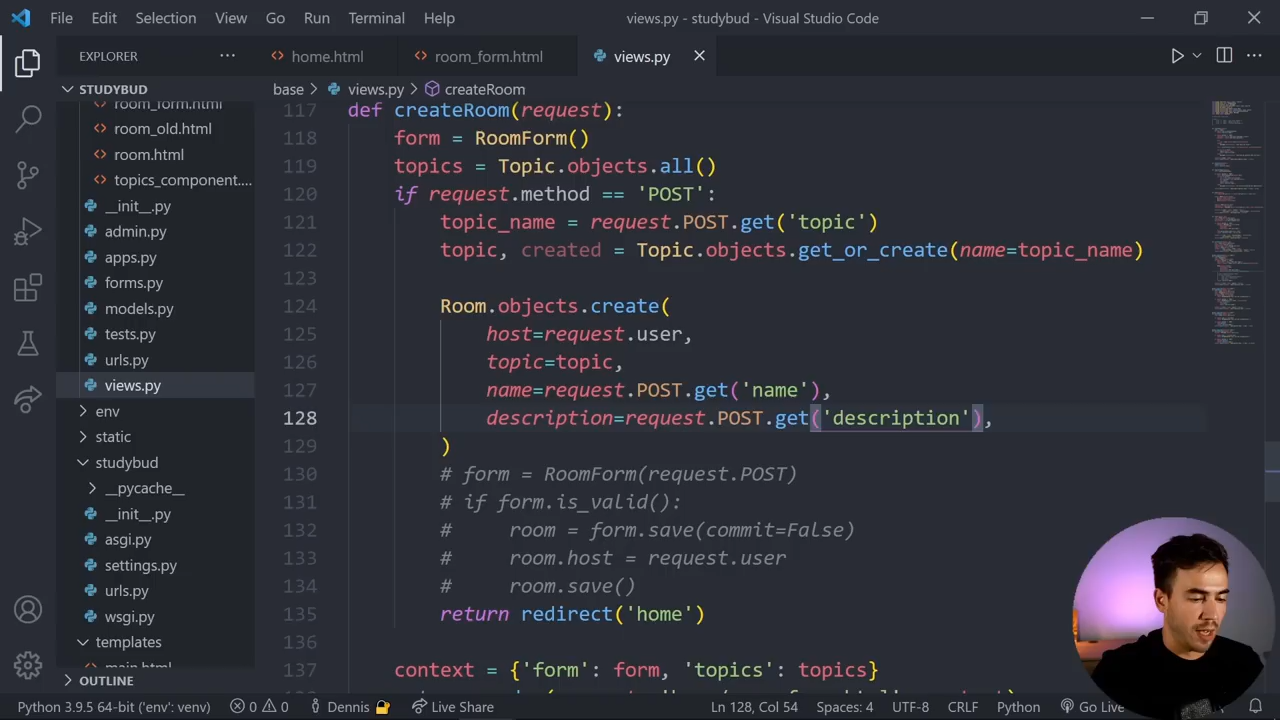 File Edit Selection View Go Run Terminal Help
views.py - studybud - Visual Studio Code
EXPLORER
home.html
room_form.html
views.py
STUDYBUD
base > views.py > createRoom
room_form.html
room_old.html
room.html
topics_component....
__init__.py
admin.py
apps.py
forms.py
models.py
tests.py
urls.py
views.py
env
static
studybud
__pycache__
__init__.py
asgi.py
settings.py
urls.py
wsgi.py
templates
main.html
OUTLINE
117 def createRoom(request):
118 form = RoomForm()
119 topics = Topic.objects.all()
120 if request.method == 'POST':
121 topic_name = request.POST.get('topic')
122 topic, created = Topic.objects.get_or_create(name=topic_name)
123
124 Room.objects.create(
125 host=request.user,
126 topic=topic,
127 name=request.POST.get('name'),
128 description=request.POST.get('description'),
129 )
130 # form = RoomForm(request.POST)
131 # if form.is_valid():
132 # room = form.save(commit=False)
133 # room.host = request.user
134 # room.save()
135 return redirect('home')
136
137 context = {'form': form, 'topics': topics}
Python 3.9.5 64-bit ('env': venv) 0 0 Dennis Live Share Ln 128, Col 54 Spaces: 4 UTF-8 CRLF Python Go Live